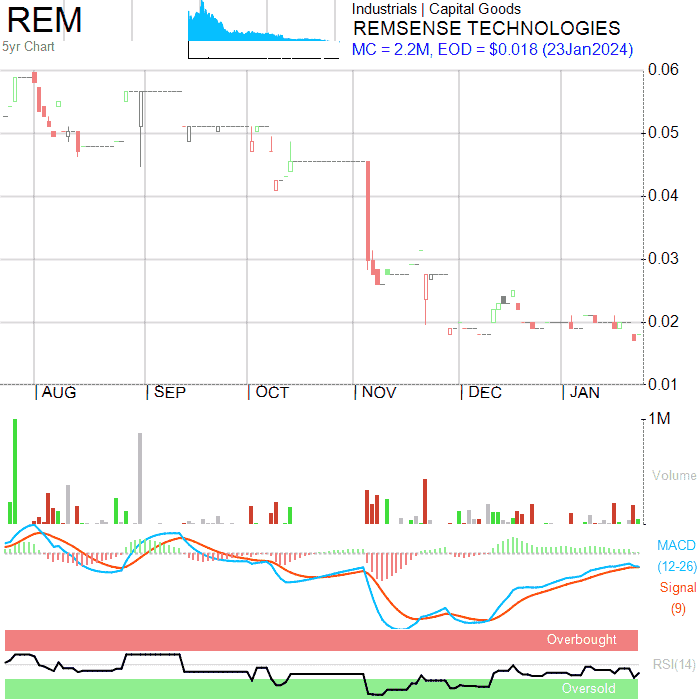 REM
5yr Chart
Industrials | Capital Goods
REMSENSE TECHNOLOGIES
MC = 2.2M, EOD = $0.018 (23Jan2024)
0.06
0.05
0.04
0.03
0.02
0.01
AUG SEP OCT NOV DEC JAN
1M
Volume
MACD
(12-26)
Signal
(9)
Overbought
RSI(14)
Oversold